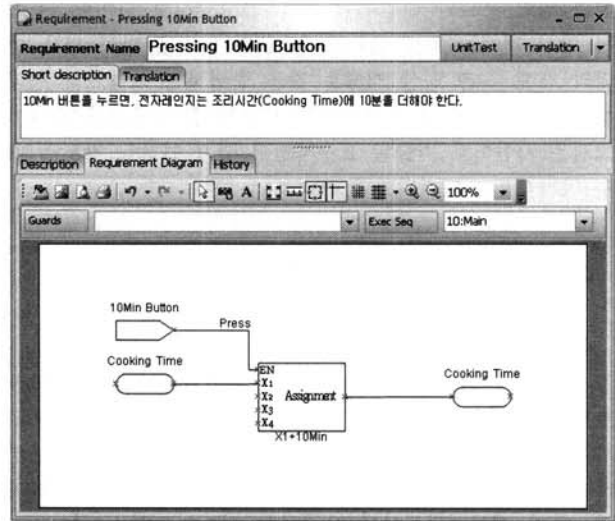 Requirement - Pressing 10Min Button
Requirement Name Pressing 10Min Button UnitTest Translation
Short description Translation
10Min 버튼을 누르면, 전자레인지는 조리시간(Cooking Time)에 10분을 더해야 한다.
Description Requirement Diagram History
A 100%
Guards Exec Seq 10:Main
10Min Button
Press
Cooking Time
EN
X1
X2 Assignment
X3
X4
X1+10Min
Cooking Time